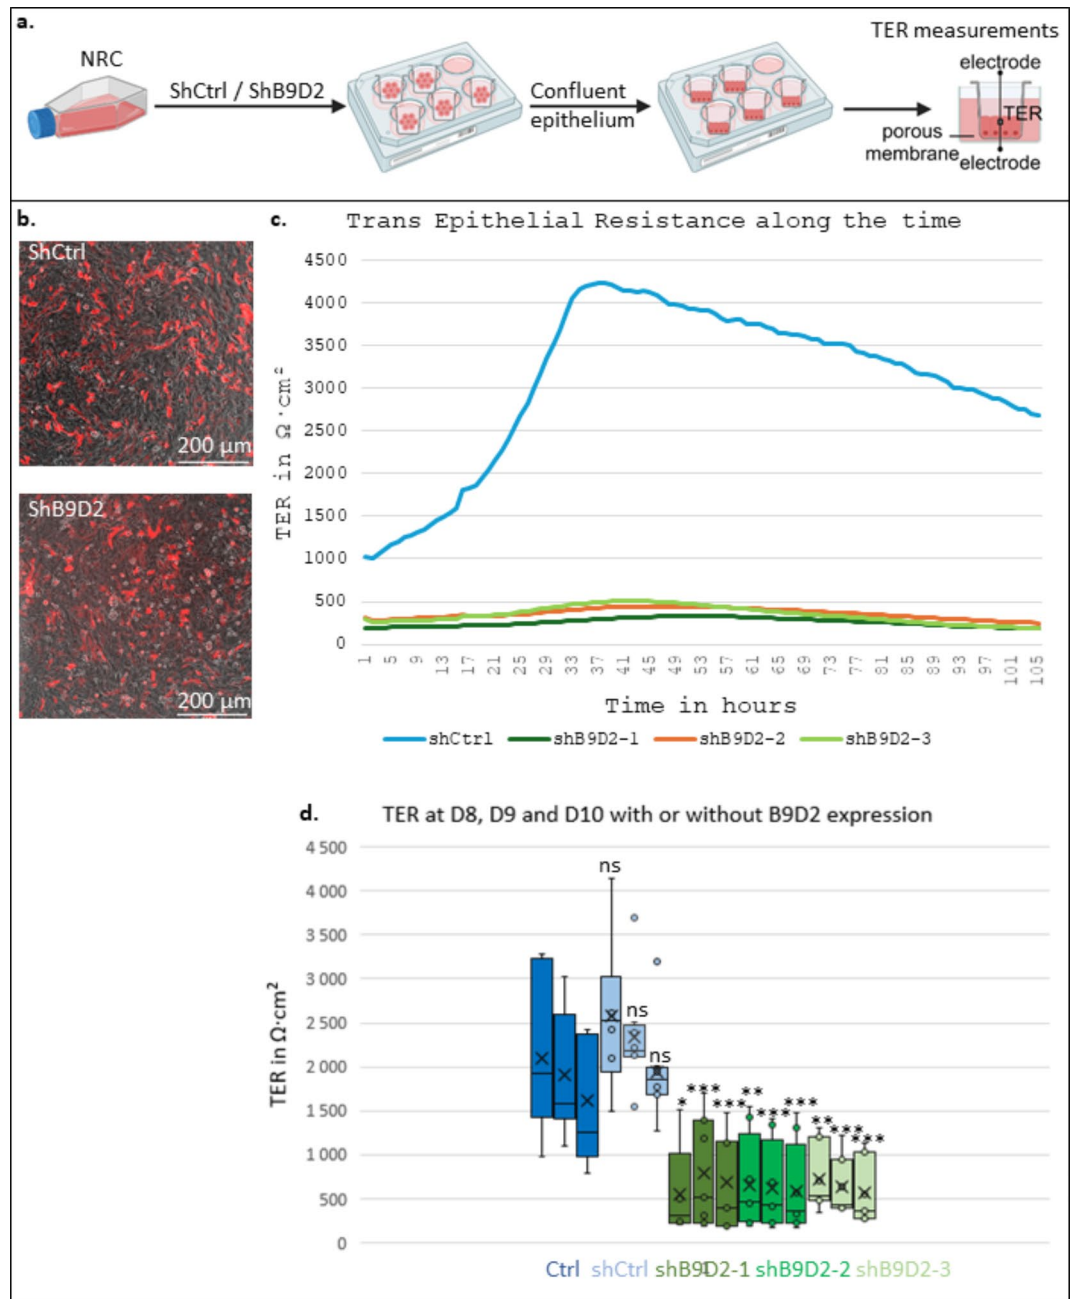 a.
TER measurements
NRC
ShCtrl / ShB9D2
Confluent
epithelium
electrode
TER
porous
membrane
electrode
b.
ShCtrl
200 µm
ShB9D2
200 µm
c.
Trans Epithelial Resistance along the time
TER in Ω·cm²
4500
4000
3500
3000
2500
2000
1500
1000
500
0
1 5 9 13 17 21 25 29 33 37 41 45 49 53 57 61 65 69 73 77 81 85 89 93 97 101 105
Time in hours
shCtrl shB9D2-1 shB9D2-2 shB9D2-3
d.
TER at D8, D9 and D10 with or without B9D2 expression
TER in Ω·cm²
4 500
4 000
3 500
3 000
2 500
2 000
1 500
1 000
500
0
ns
ns
ns
* *** *** ** *** *** ** *** ***
Ctrl shCtrl shB9D2-1 shB9D2-2 shB9D2-3